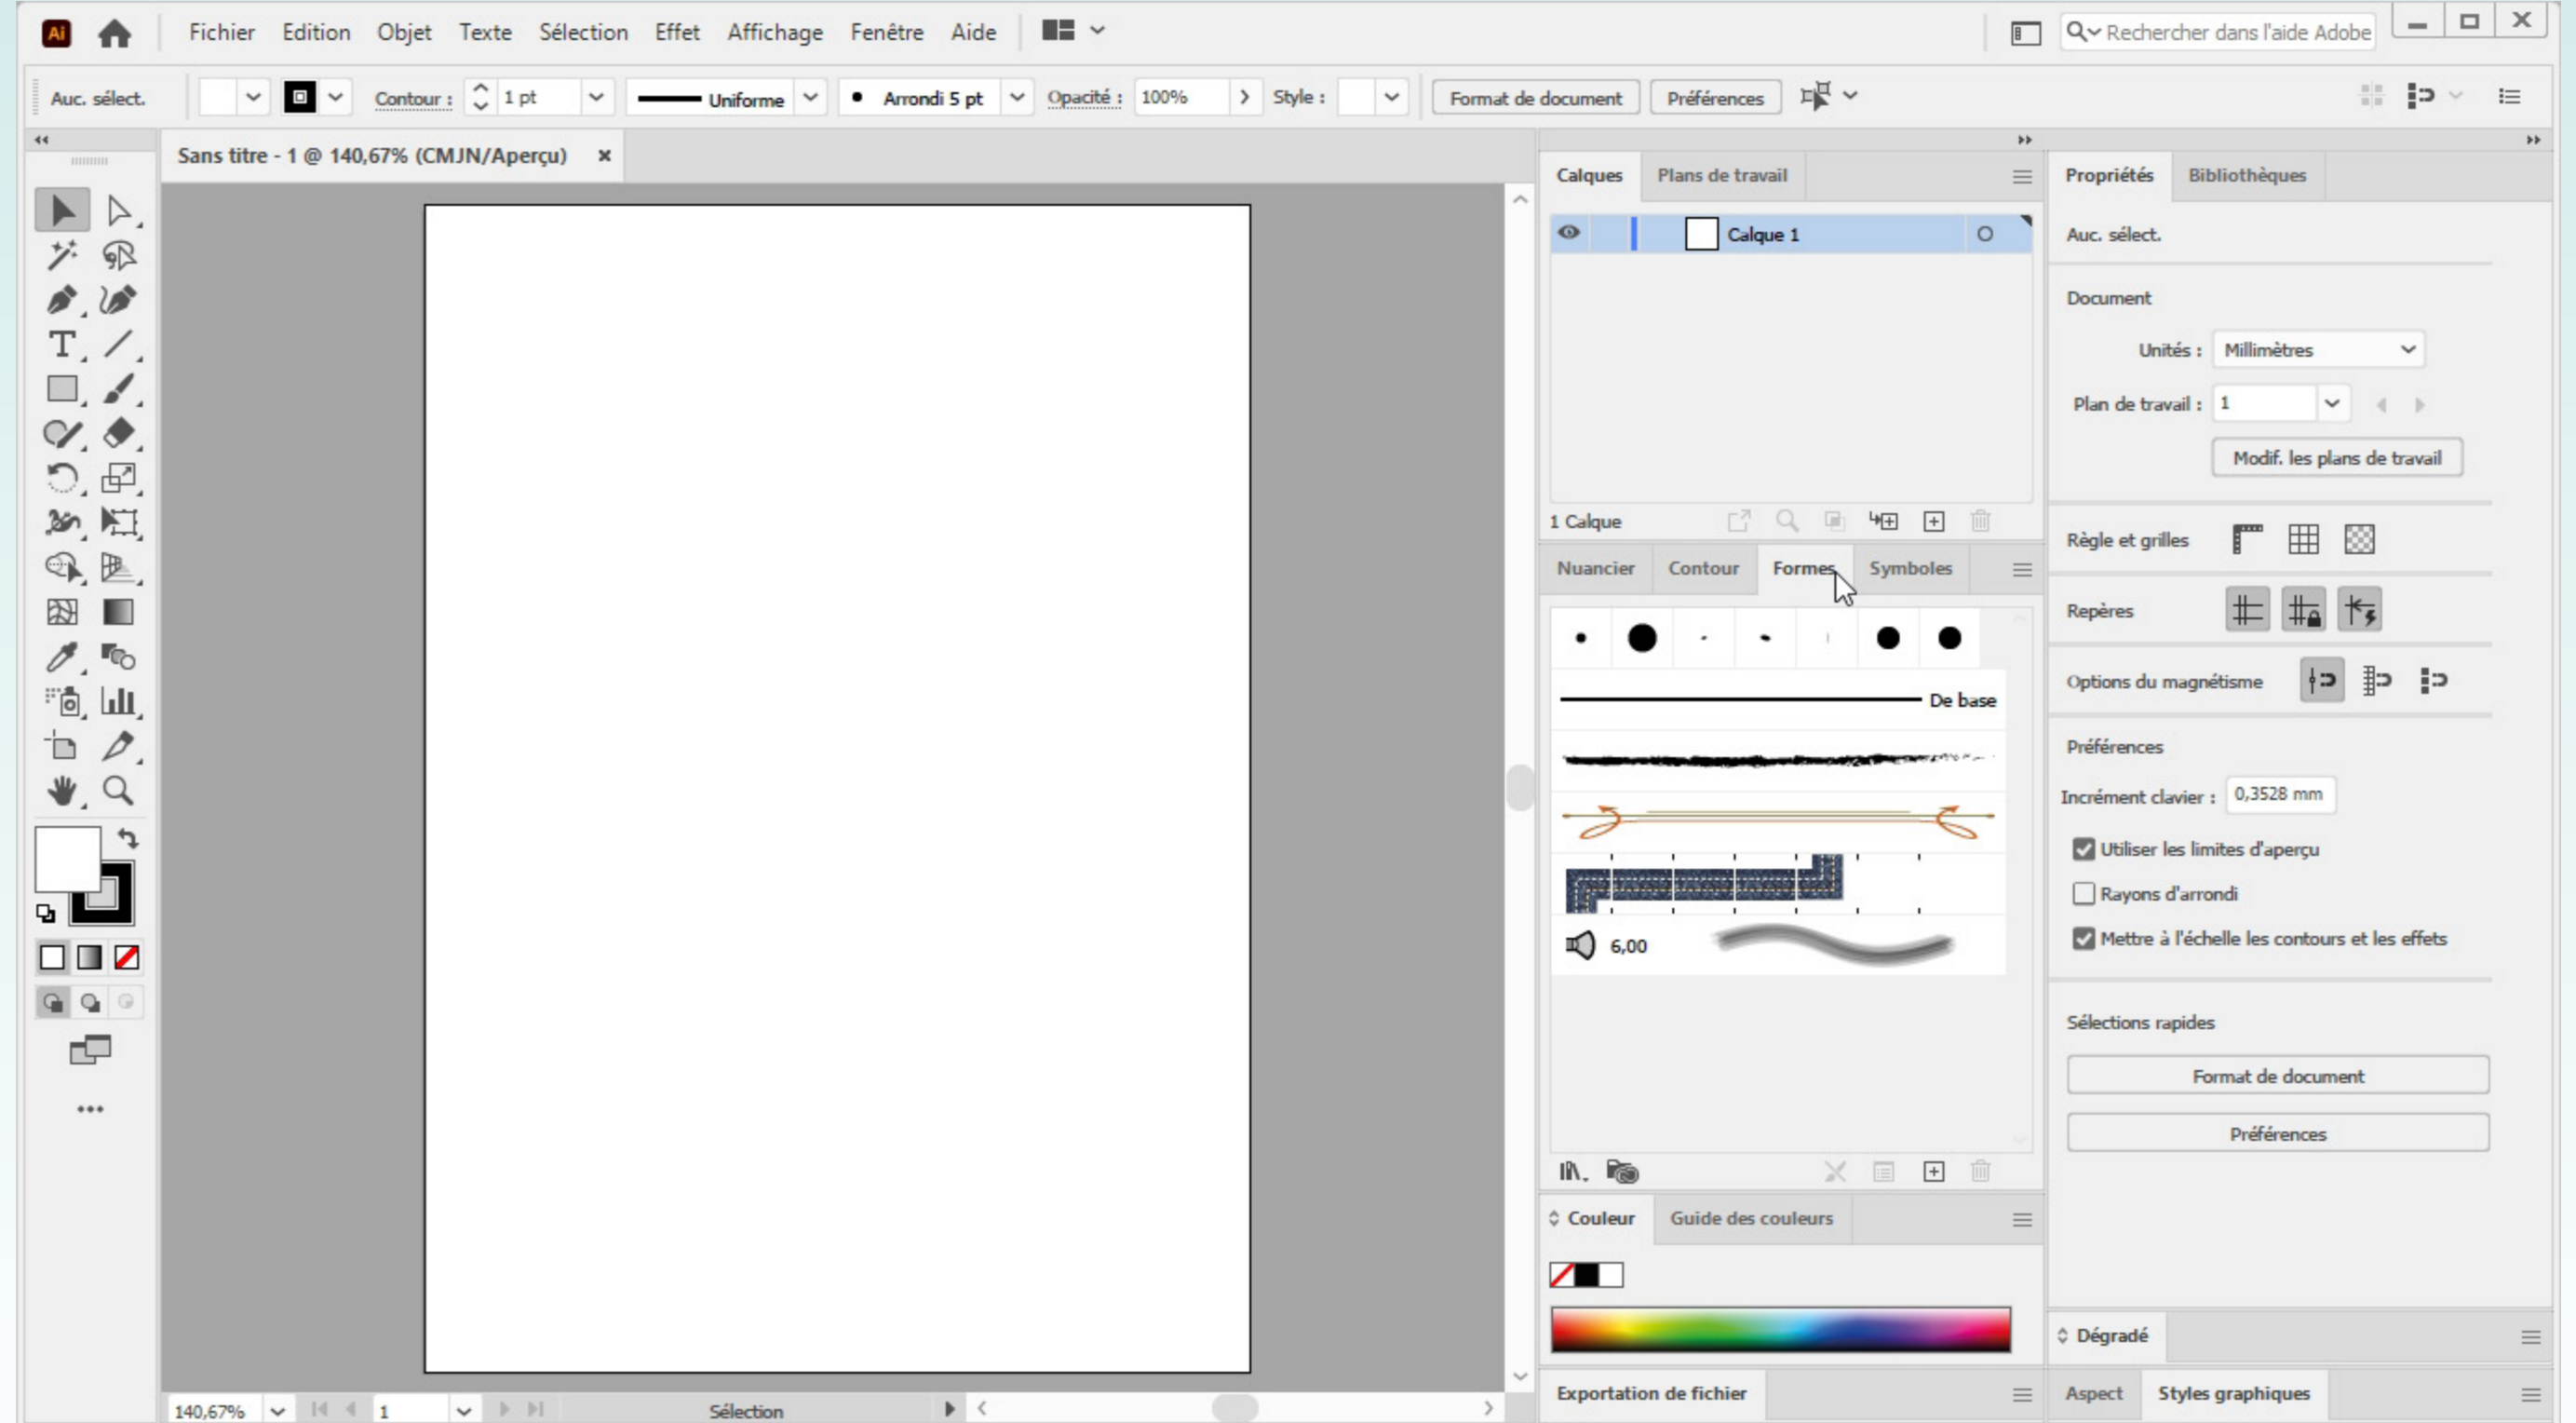 Ai Fichier Edition Objet Texte Sélection Effet Affichage Fenêtre Aide Rechercher dans l'aide Adobe
Auc. sélect. Contour : 1 pt Uniforme Arrondi 5 pt Opacité : 100% Style : Format de document Préférences
Sans titre - 1 @ 140,67% (CMJN/Aperçu)
Calques Plans de travail
Calque 1
1 Calque
Nuancier Contour Formes Symboles
De base
6,00
Couleur Guide des couleurs
Exportation de fichier
Propriétés Bibliothèques
Auc. sélect.
Document
Unités : Millimètres
Plan de travail : 1
Modif. les plans de travail
Règle et grilles
Repères
Options du magnétisme
Préférences
Incrément clavier : 0,3528 mm
Utiliser les limites d'aperçu
Rayons d'arrondi
Mettre à l'échelle les contours et les effets
Sélections rapides
Format de document
Préférences
Dégradé
Aspect Styles graphiques
140,67% 1 Sélection